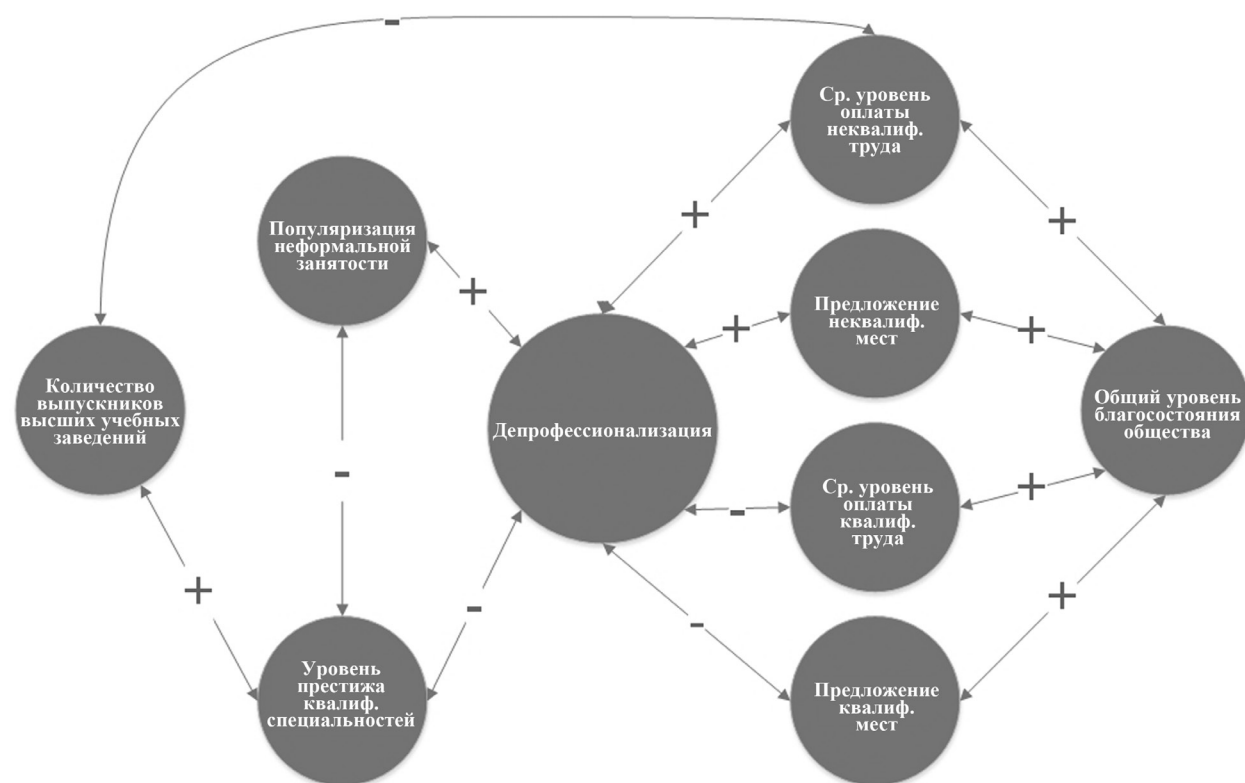 -
Ср. уровень
оплаты
неквалиф.
труда
+
+
Популяризация
неформальной
занятости
+
Предложение
неквалиф.
мест
+
+
Количество
выпускников
высших учебных
заведений
Депрофессионализация
Общий уровень
благосостояния
общества
-
Ср. уровень
оплаты
квалиф.
труда
-
+
+
-
-
+
Уровень
престижа
квалиф.
специальностей
Предложение
квалиф.
мест